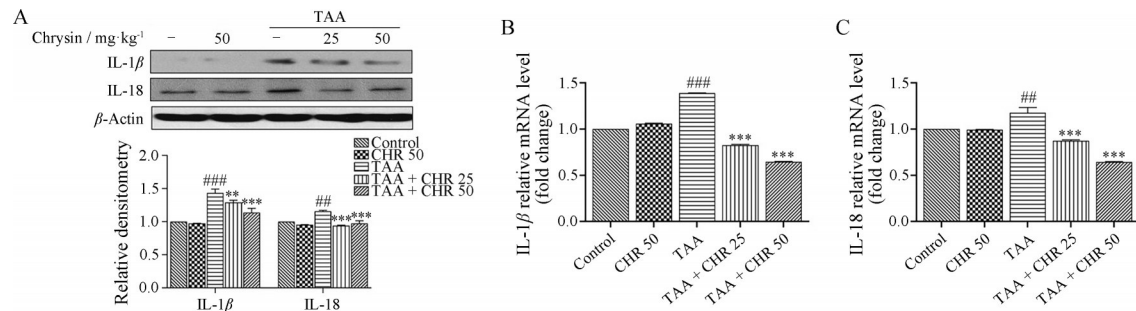 A
TAA
Chrysin / mg·kg⁻¹ – 50 – 25 50
IL-1β
IL-18
β-Actin
Relative densitometry
2.0
1.5
1.0
0.5
0.0
Control
CHR 50
TAA
TAA + CHR 25
TAA + CHR 50
###
**
***
##
***
***
IL-1β IL-18
B
IL-1β relative mRNA level
(fold change)
1.5
1.0
0.5
0.0
###
***
***
Control
CHR 50
TAA
TAA + CHR 25
TAA + CHR 50
C
IL-18 relative mRNA level
(fold change)
1.5
1.0
0.5
0.0
##
***
***
Control
CHR 50
TAA
TAA + CHR 25
TAA + CHR 50